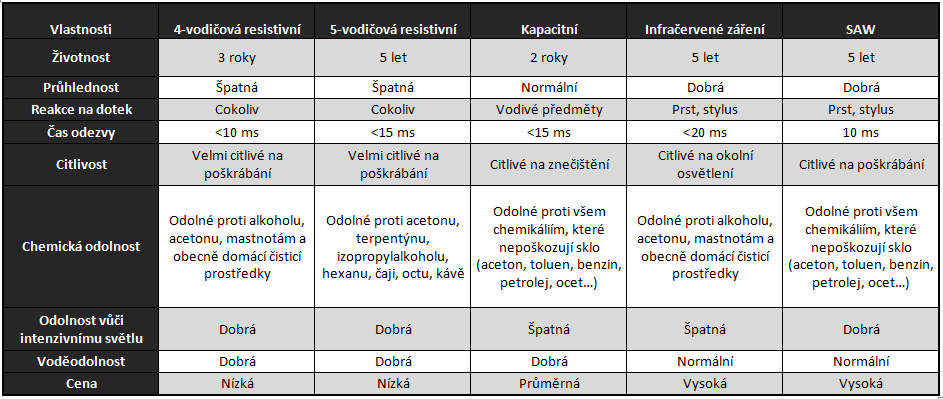 Vlastnosti 4-vodičová resistivní 5-vodičová resistivní Kapacitní Infračervené záření SAW
Životnost 3 roky 5 let 2 roky 5 let 5 let
Průhlednost Špatná Špatná Normální Dobrá Dobrá
Reakce na dotek Cokoliv Cokoliv Vodivé předměty Prst, stylus Prst, stylus
Čas odezvy <10 ms <15 ms <15 ms <20 ms 10 ms
Citlivost
Velmi citlivé na
poškrábání
Velmi citlivé na
poškrábání
Citlivé na znečištění
Citlivé na okolní
osvětlení
Citlivé na poškrábání
Chemická odolnost
Odolné proti alkoholu,
acetonu, mastnotám a
obecně domácí čisticí
prostředky
Odolné proti acetonu,
terpentýnu,
izopropylalkoholu,
hexanu, čaji, octu, kávě
Odolné proti všem
chemikáliím, které
nepoškozují sklo
(aceton, toluen, benzin,
petrolej, ocet…)
Odolné proti alkoholu,
acetonu, mastnotám a
obecně domácí čisticí
prostředky
Odolné proti všem
chemikáliím, které
nepoškozují sklo
(aceton, toluen, benzin,
petrolej, ocet…)
Odolnost vůči
intenzivnímu světlu
Dobrá Dobrá Špatná Špatná Dobrá
Voděodolnost Dobrá Dobrá Dobrá Normální Normální
Cena Nízká Nízká Průměrná Vysoká Vysoká